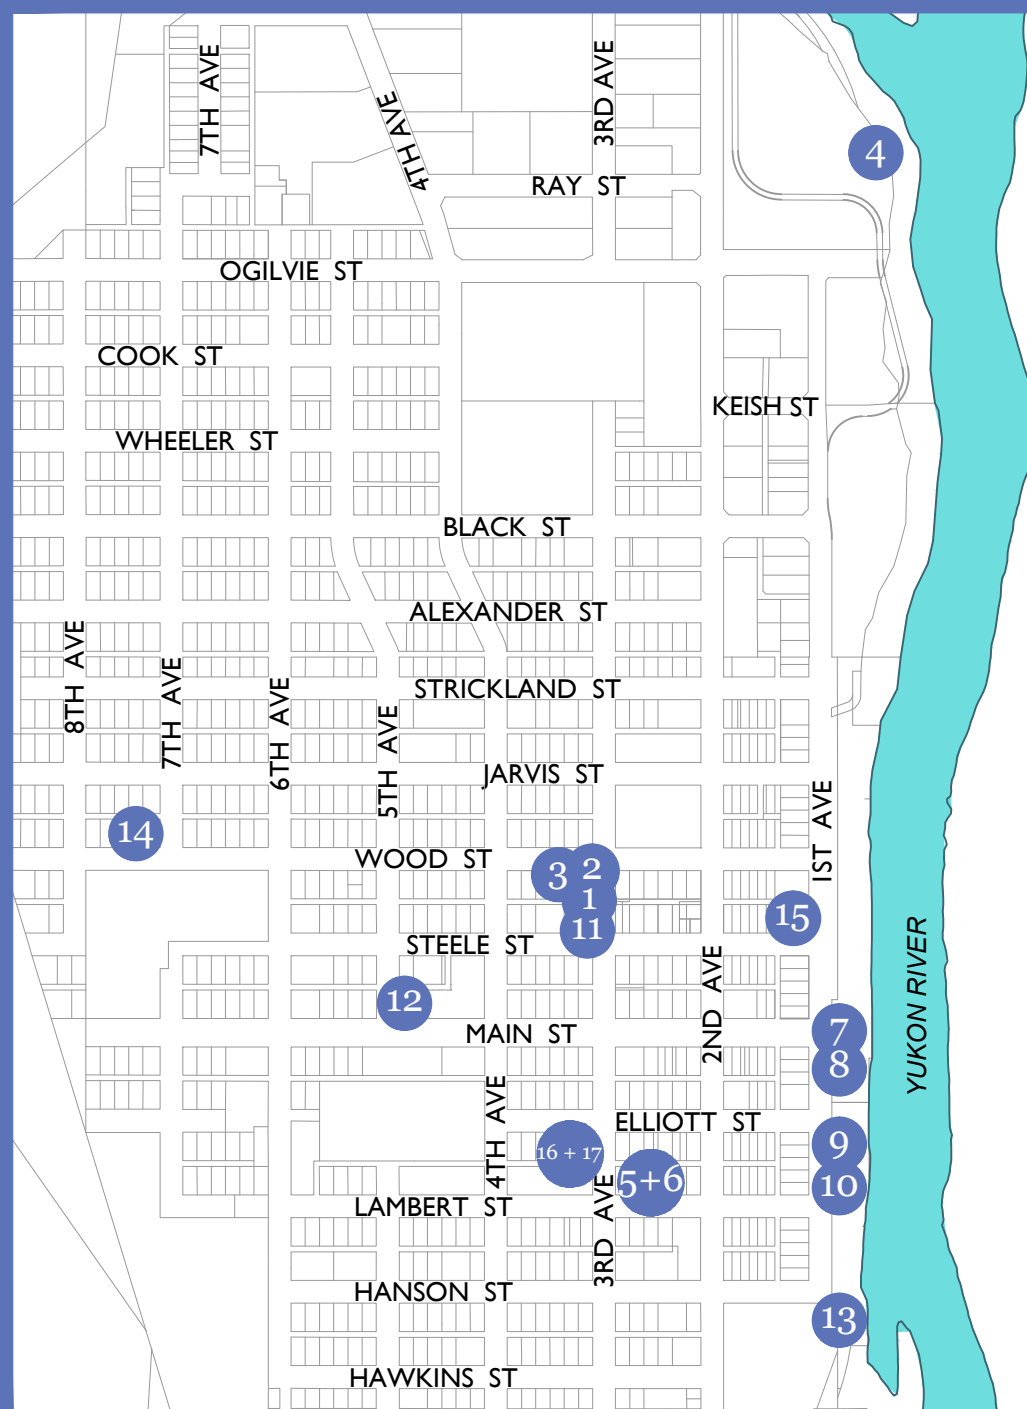 7TH AVE
4TH AVE
3RD AVE
4
RAY ST
OGILVIE ST
COOK ST
KEISH ST
WHEELER ST
BLACK ST
ALEXANDER ST
8TH AVE
7TH AVE
6TH AVE
5TH AVE
STRICKLAND ST
JARVIS ST
1ST AVE
14
WOOD ST
3
2
1
11
15
STEELE ST
12
2ND AVE
YUKON RIVER
MAIN ST
7
8
4TH AVE
ELLIOTT ST
9
16 + 17
5+6
10
3RD AVE
LAMBERT ST
HANSON ST
13
HAWKINS ST